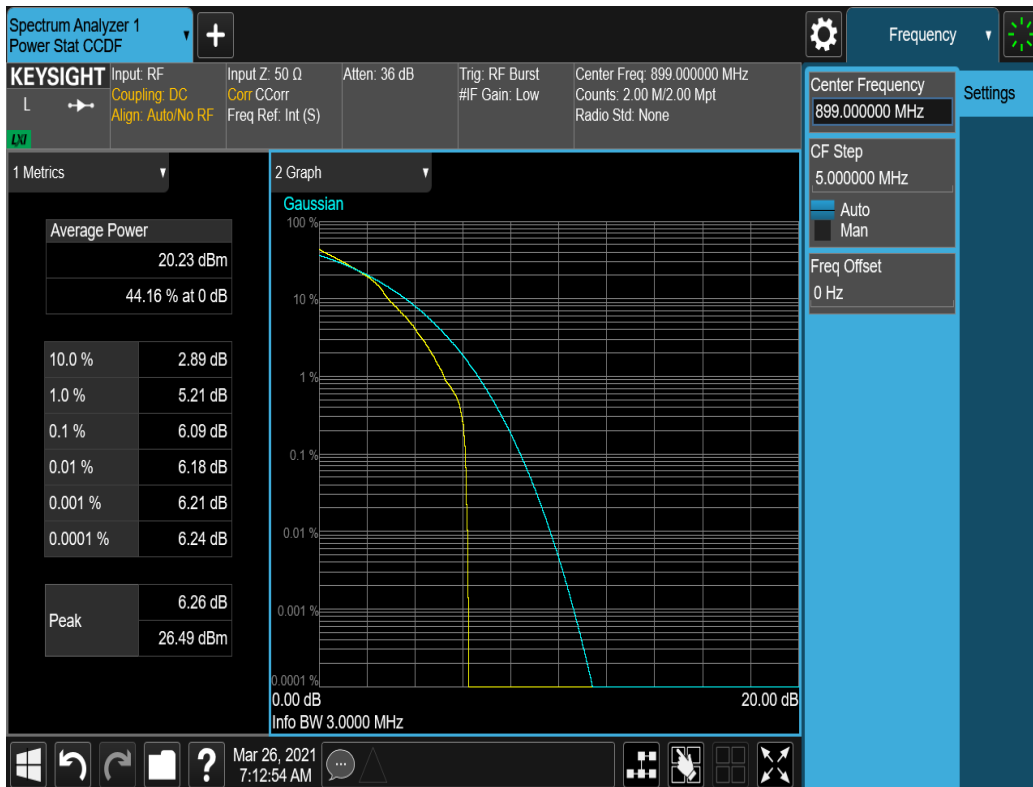 Spectrum Analyzer 1
Power Stat CCDF
+
Frequency
KEYSIGHT
L
LXI
Input: RF
Coupling: DC
Align: Auto/No RF
Input Z: 50 Ω
Corr CCorr
Freq Ref: Int (S)
Atten: 36 dB
Trig: RF Burst
#IF Gain: Low
Center Freq: 899.000000 MHz
Counts: 2.00 M/2.00 Mpt
Radio Std: None
Center Frequency
899.000000 MHz
Settings
CF Step
5.000000 MHz
Auto
Man
Freq Offset
0 Hz
1 Metrics
Average Power
20.23 dBm
44.16 % at 0 dB
10.0 % 2.89 dB
1.0 % 5.21 dB
0.1 % 6.09 dB
0.01 % 6.18 dB
0.001 % 6.21 dB
0.0001 % 6.24 dB
Peak
6.26 dB
26.49 dBm
2 Graph
Gaussian
100 %
10 %
1 %
0.1 %
0.01 %
0.001 %
0.0001 %
0.00 dB 20.00 dB
Info BW 3.0000 MHz
?
Mar 26, 2021
7:12:54 AM